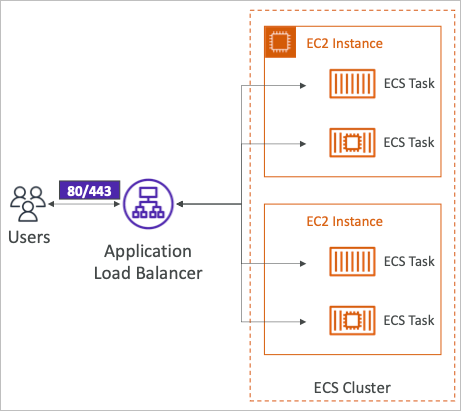 EC2 Instance
ECS Task
ECS Task
80/443
Users
Application
Load Balancer
EC2 Instance
ECS Task
ECS Task
ECS Cluster